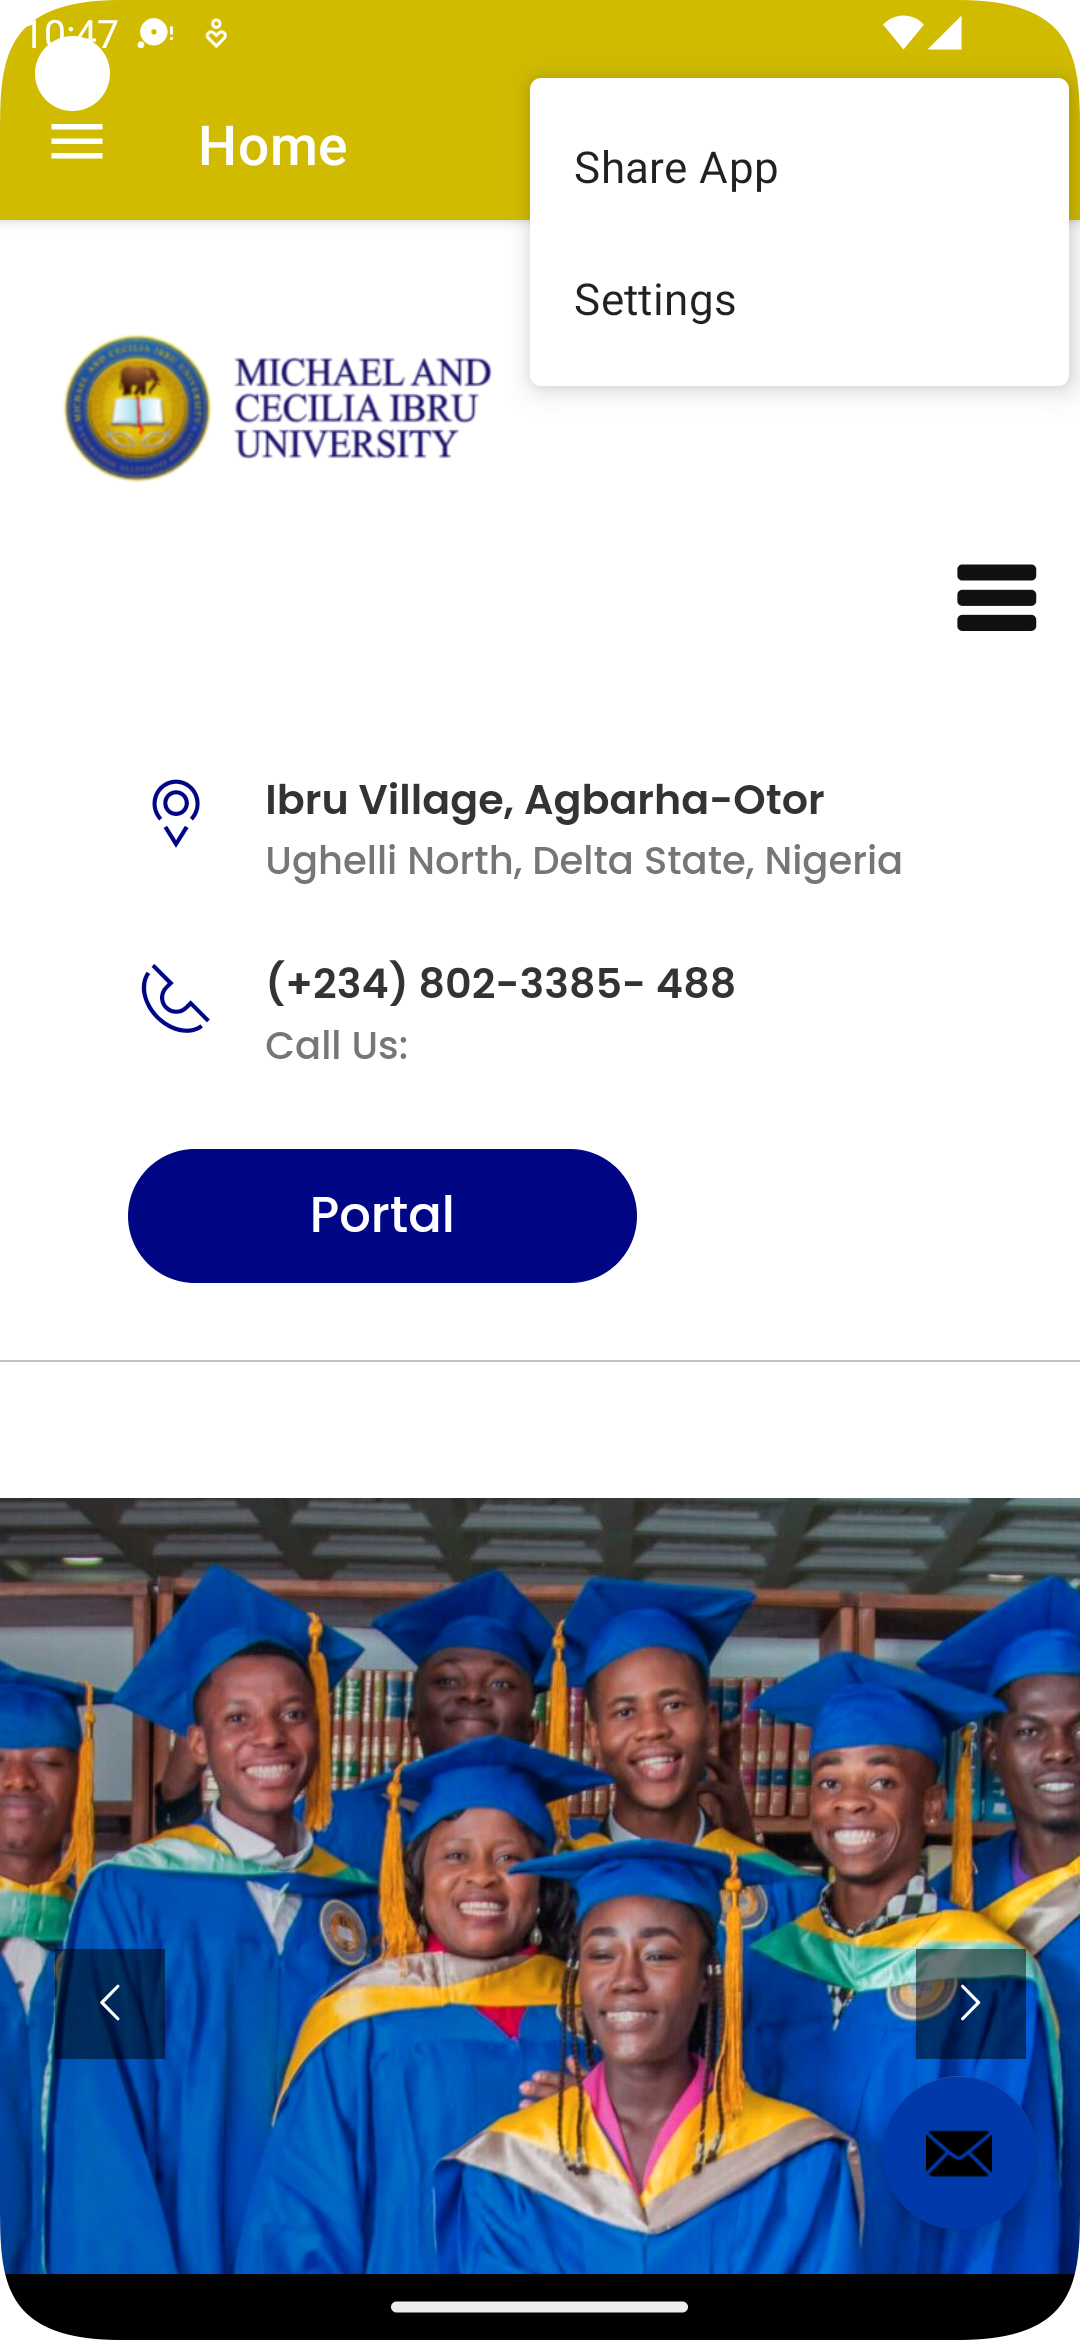 10:47
Home
Share App
Settings
MICHAEL AND
CECILIA IBRU
UNIVERSITY
Ibru Village, Agbarha-Otor
Ughelli North, Delta State, Nigeria
(+234) 802-3385- 488
Call Us:
Portal